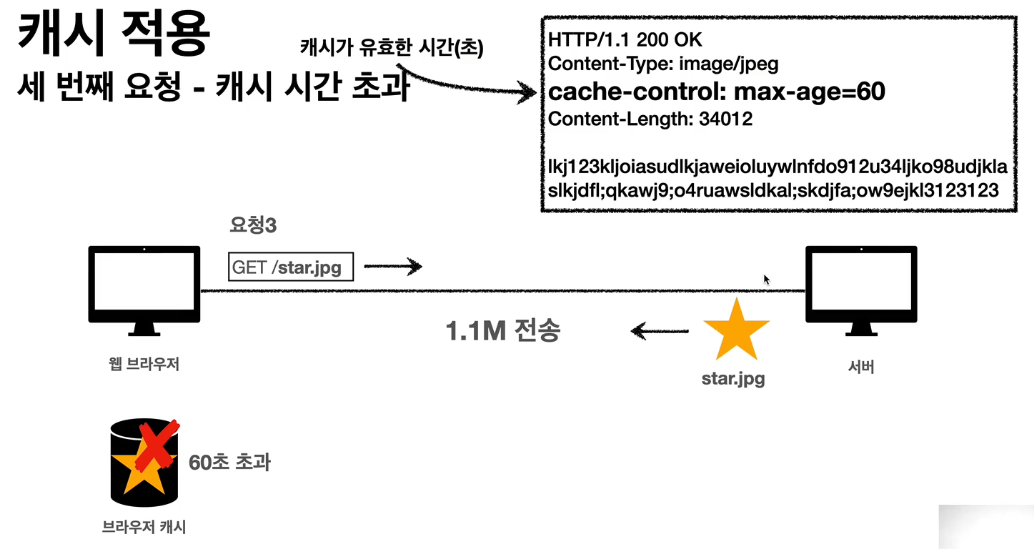 캐시 적용
세 번째 요청 - 캐시 시간 초과
캐시가 유효한 시간(초)
HTTP/1.1 200 OK
Content-Type: image/jpeg
cache-control: max-age=60
Content-Length: 34012
lkj123kljoiasudlkjaweioluywlnfdo912u34ljko98udjkla
slkjdfl;qkawj9;o4ruawsldkal;skdjfa;ow9ejkl3123123
요청3
GET /star.jpg
1.1M 전송
star.jpg
웹 브라우저
서버
60초 초과
브라우저 캐시